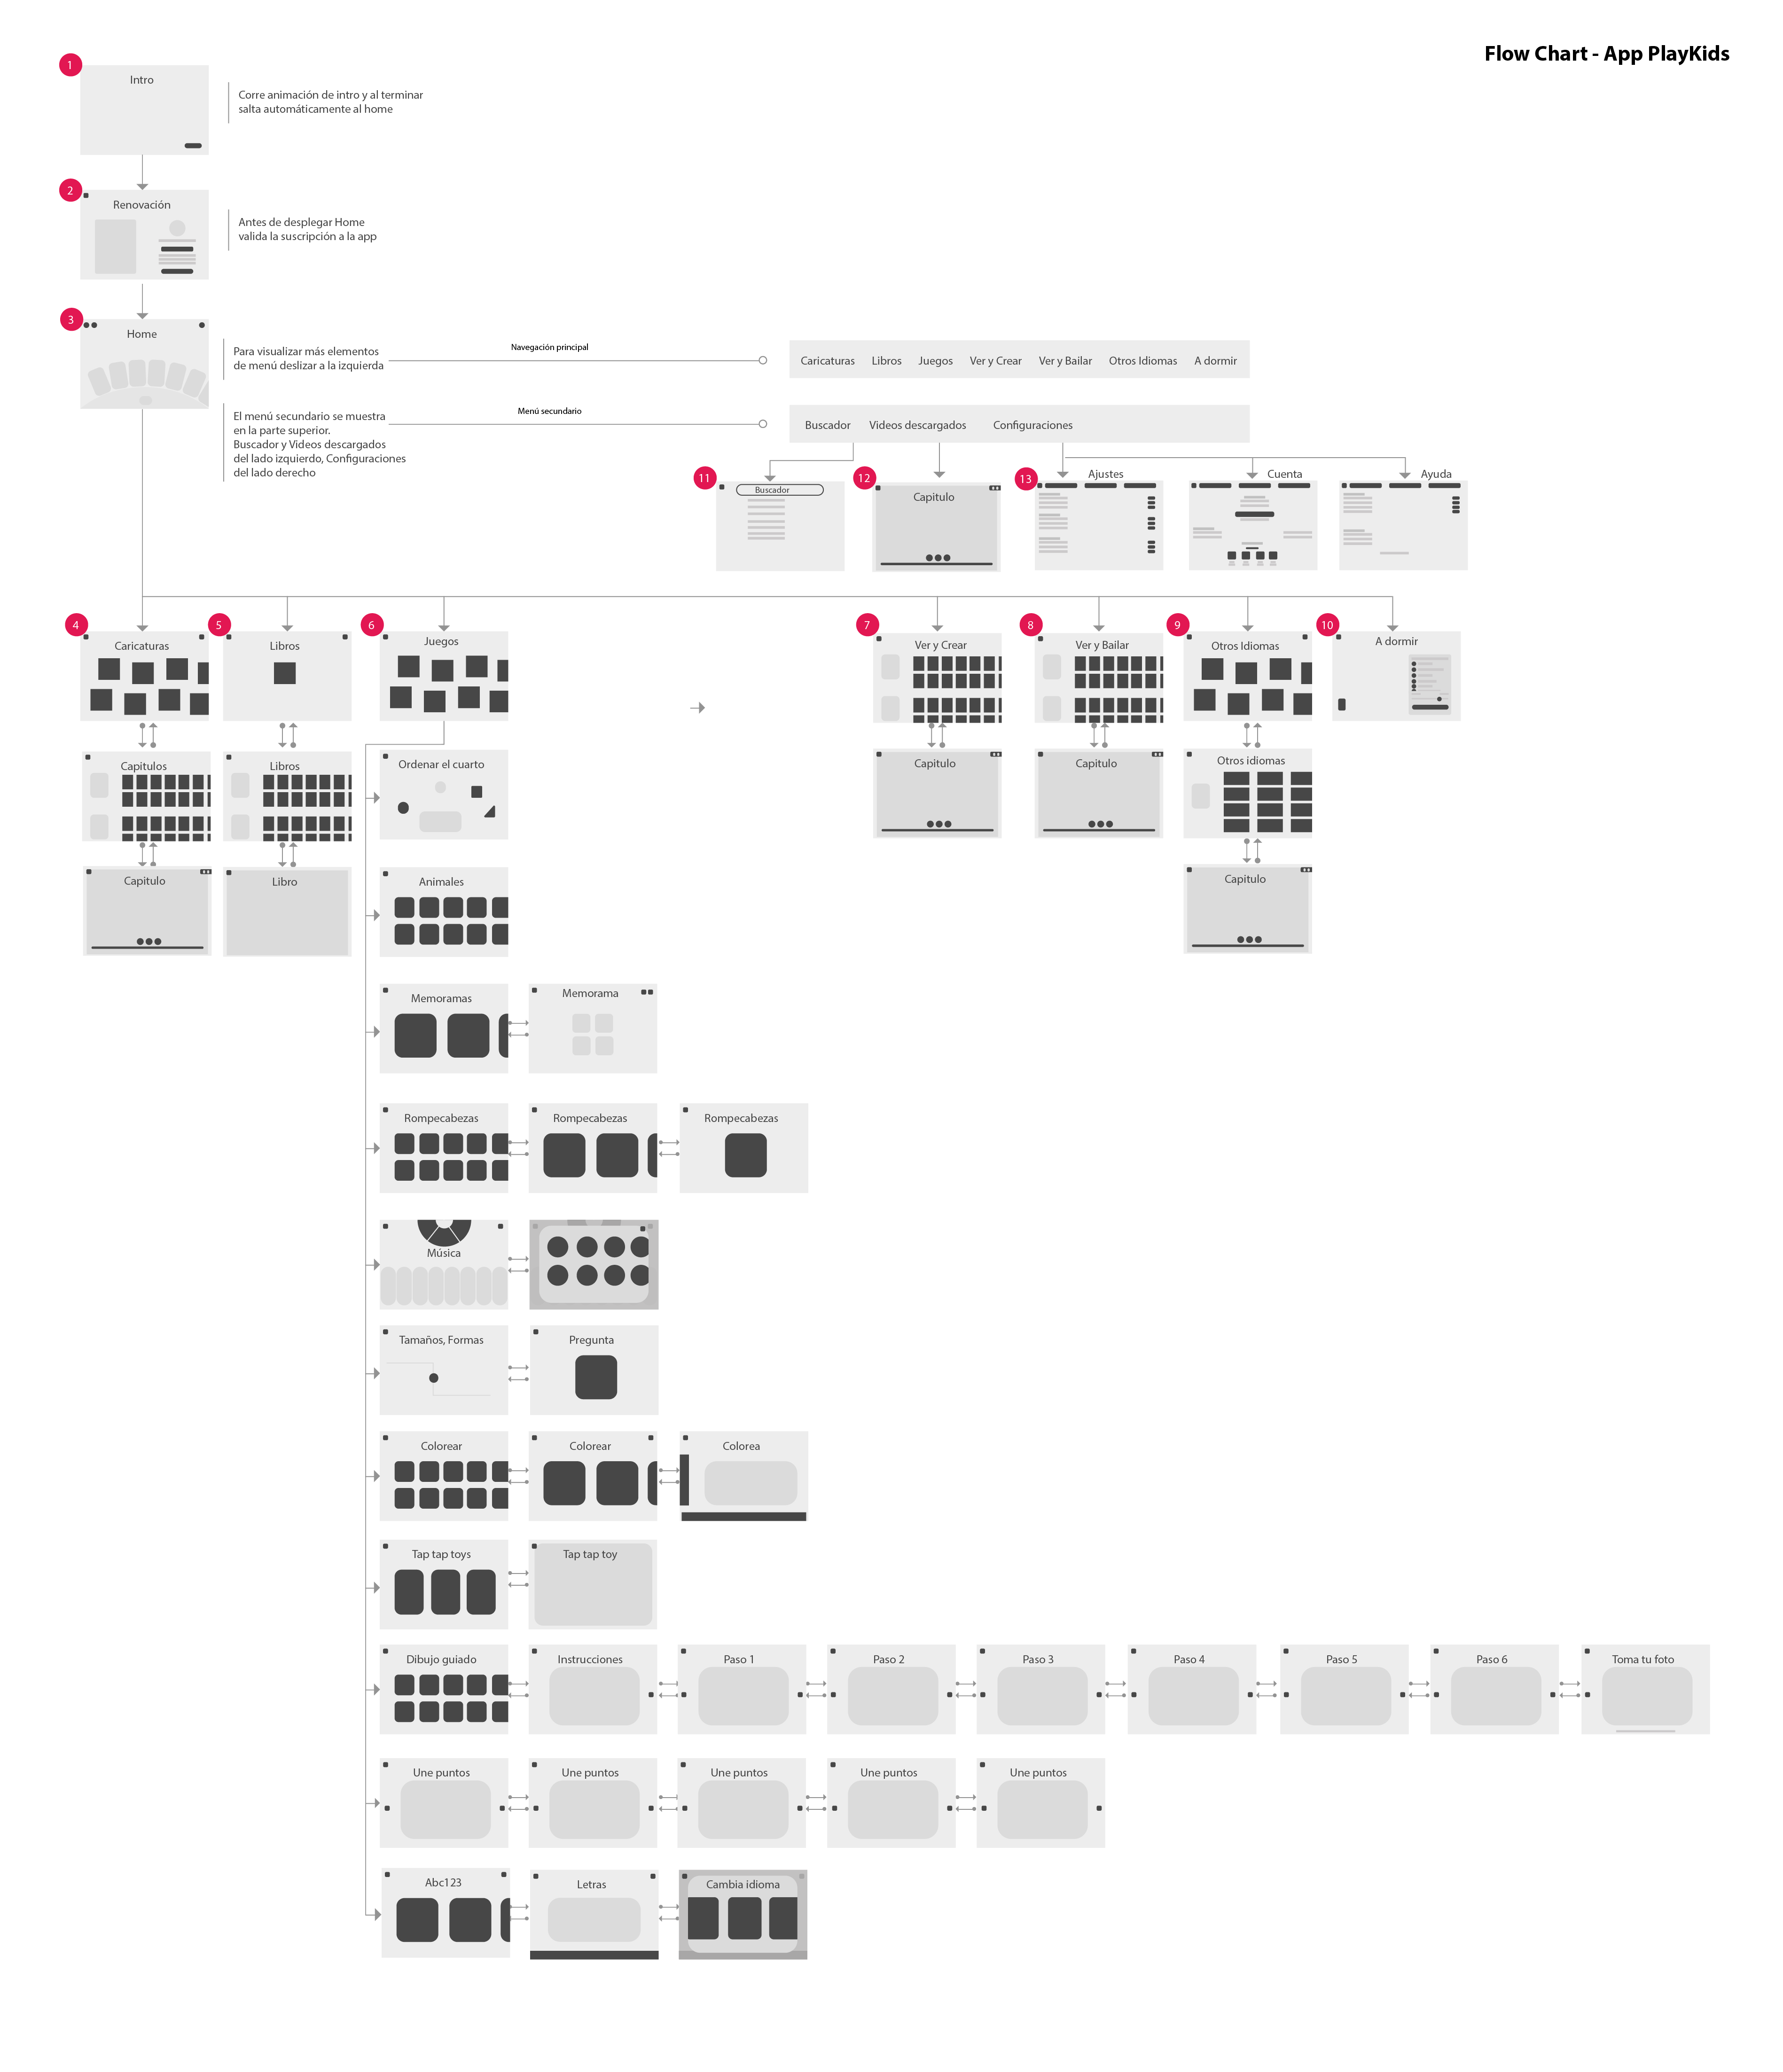 Flow Chart - App PlayKids
1
Intro
Corre animación de intro y al terminar
salta automáticamente al home
2
Renovación
Antes de desplegar Home
valida la suscripción a la app
3
Home
Para visualizar más elementos
de menú deslizar a la izquierda
Navegación principal
Caricaturas Libros Juegos Ver y Crear Ver y Bailar Otros Idiomas A dormir
El menú secundario se muestra
en la parte superior.
Buscador y Videos descargados
del lado izquierdo, Configuraciones
del lado derecho
Menú secundario
Buscador Videos descargados Configuraciones
11
Buscador
12
Capitulo
13
Ajustes
Cuenta
Ayuda
4
Caricaturas
5
Libros
6
Juegos
7
Ver y Crear
8
Ver y Bailar
9
Otros Idiomas
10
A dormir
Capitulos
Libros
Ordenar el cuarto
Capitulo
Capitulo
Otros idiomas
Capitulo
Libro
Animales
Capitulo
Memoramas
Memorama
Rompecabezas
Rompecabezas
Rompecabezas
Música
Tamaños, Formas
Pregunta
Colorear
Colorear
Colorea
Tap tap toys
Tap tap toy
Dibujo guiado
Instrucciones
Paso 1
Paso 2
Paso 3
Paso 4
Paso 5
Paso 6
Toma tu foto
Une puntos
Une puntos
Une puntos
Une puntos
Une puntos
Abc123
Letras
Cambia idioma